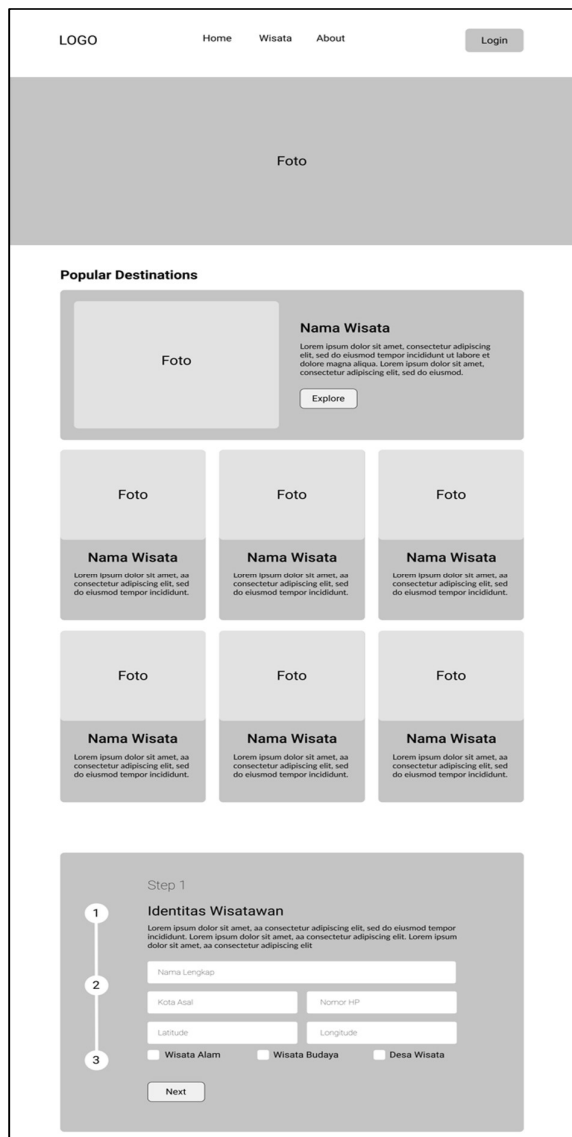 LOGO
Home Wisata About
Login
Foto
Popular Destinations
Foto
Nama Wisata
Lorem ipsum dolor sit amet, consectetur adipiscing
elit, sed do eiusmod tempor incididunt ut labore et
dolore magna aliqua. Lorem ipsum dolor sit amet,
consectetur adipiscing elit, sed do eiusmod.
Explore
Foto
Nama Wisata
Lorem ipsum dolor sit amet, aa
consectetur adipiscing elit, sed
do eiusmod tempor incididunt.
Foto
Nama Wisata
Lorem ipsum dolor sit amet, aa
consectetur adipiscing elit, sed
do eiusmod tempor incididunt.
Foto
Nama Wisata
Lorem ipsum dolor sit amet, aa
consectetur adipiscing elit, sed
do eiusmod tempor incididunt.
Foto
Nama Wisata
Lorem ipsum dolor sit amet, aa
consectetur adipiscing elit, sed
do eiusmod tempor incididunt.
Foto
Nama Wisata
Lorem ipsum dolor sit amet, aa
consectetur adipiscing elit, sed
do eiusmod tempor incididunt.
Foto
Nama Wisata
Lorem ipsum dolor sit amet, aa
consectetur adipiscing elit, sed
do eiusmod tempor incididunt.
1
2
3
Step 1
Identitas Wisatawan
Lorem ipsum dolor sit amet, aa consectetur adipiscing elit, sed do eiusmod tempor
incididunt. Lorem ipsum dolor sit amet, aa consectetur adipiscing elit. Lorem ipsum
dolor sit amet, aa consectetur adipiscing elit
Nama Lengkap
Kota Asal
Nomor HP
Latitude
Longitude
Wisata Alam
Wisata Budaya
Desa Wisata
Next